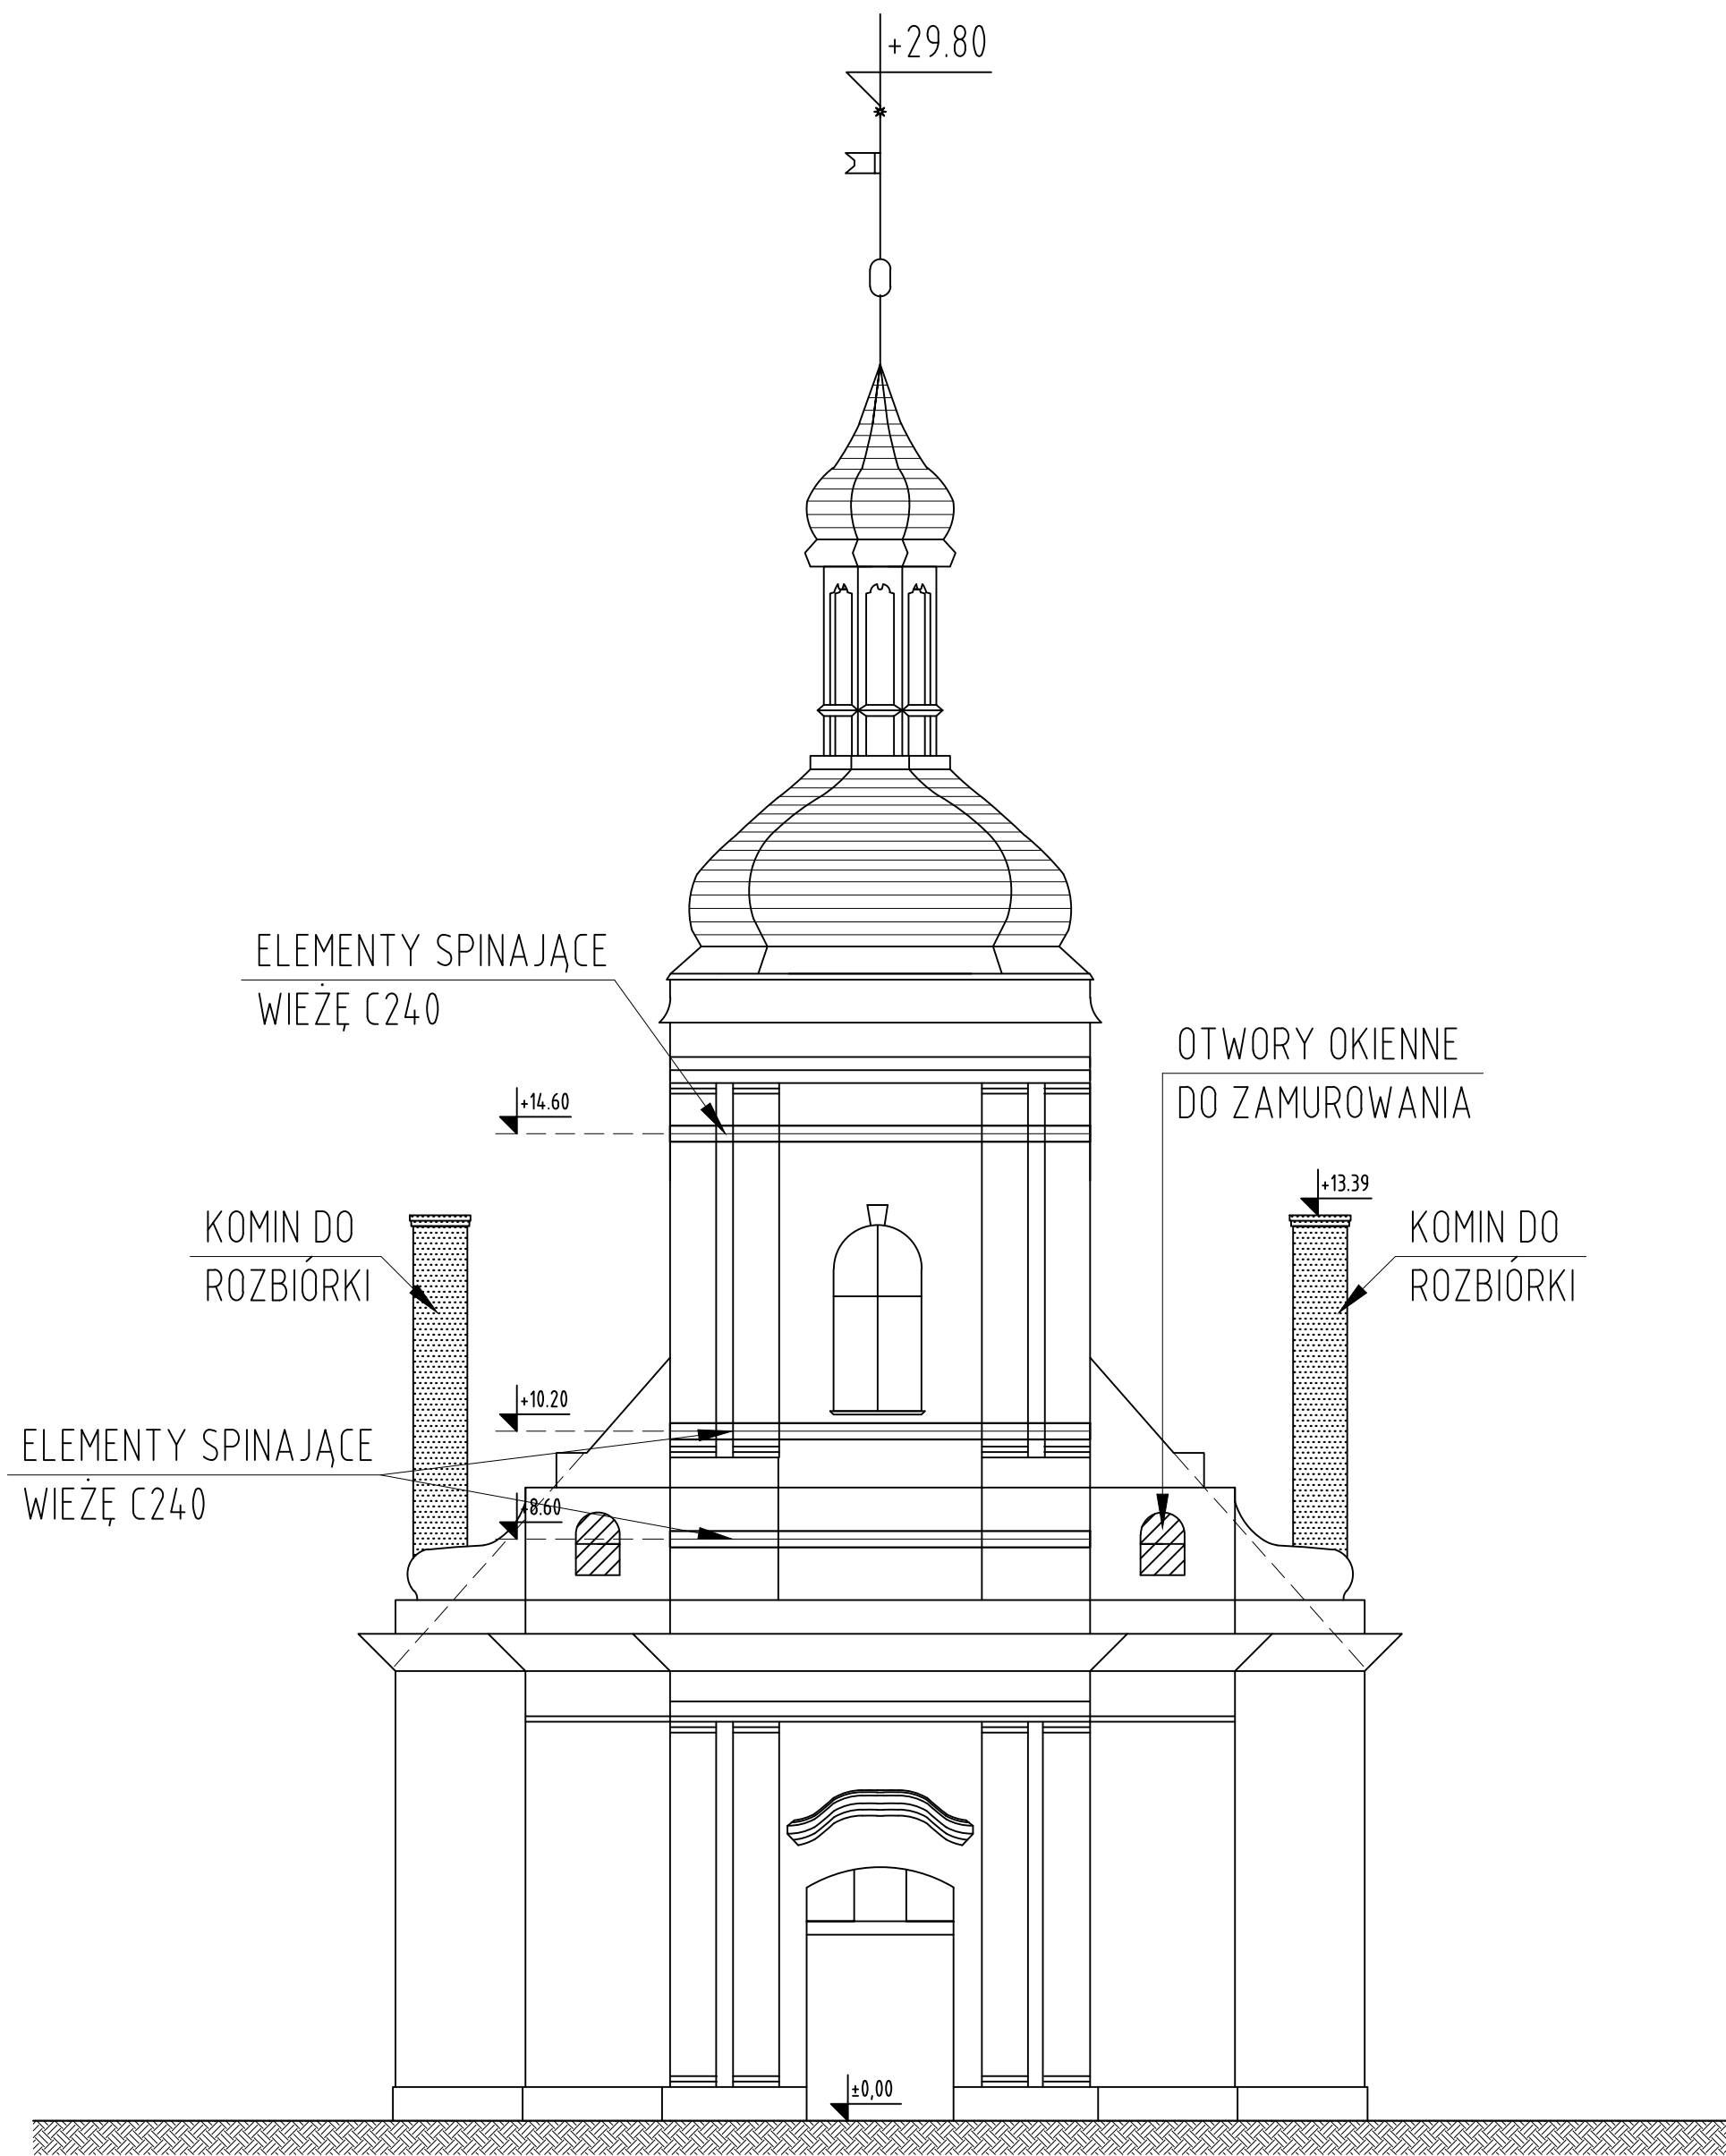 +29.80
ELEMENTY SPINAJĄCE
WIEŻĘ C240
OTWORY OKIENNE
DO ZAMUROWANIA
+14.60
+13.39
KOMIN DO
ROZBIÓRKI
KOMIN DO
ROZBIÓRKI
+10.20
ELEMENTY SPINAJĄCE
WIEŻĘ C240
+8.60
±0,00